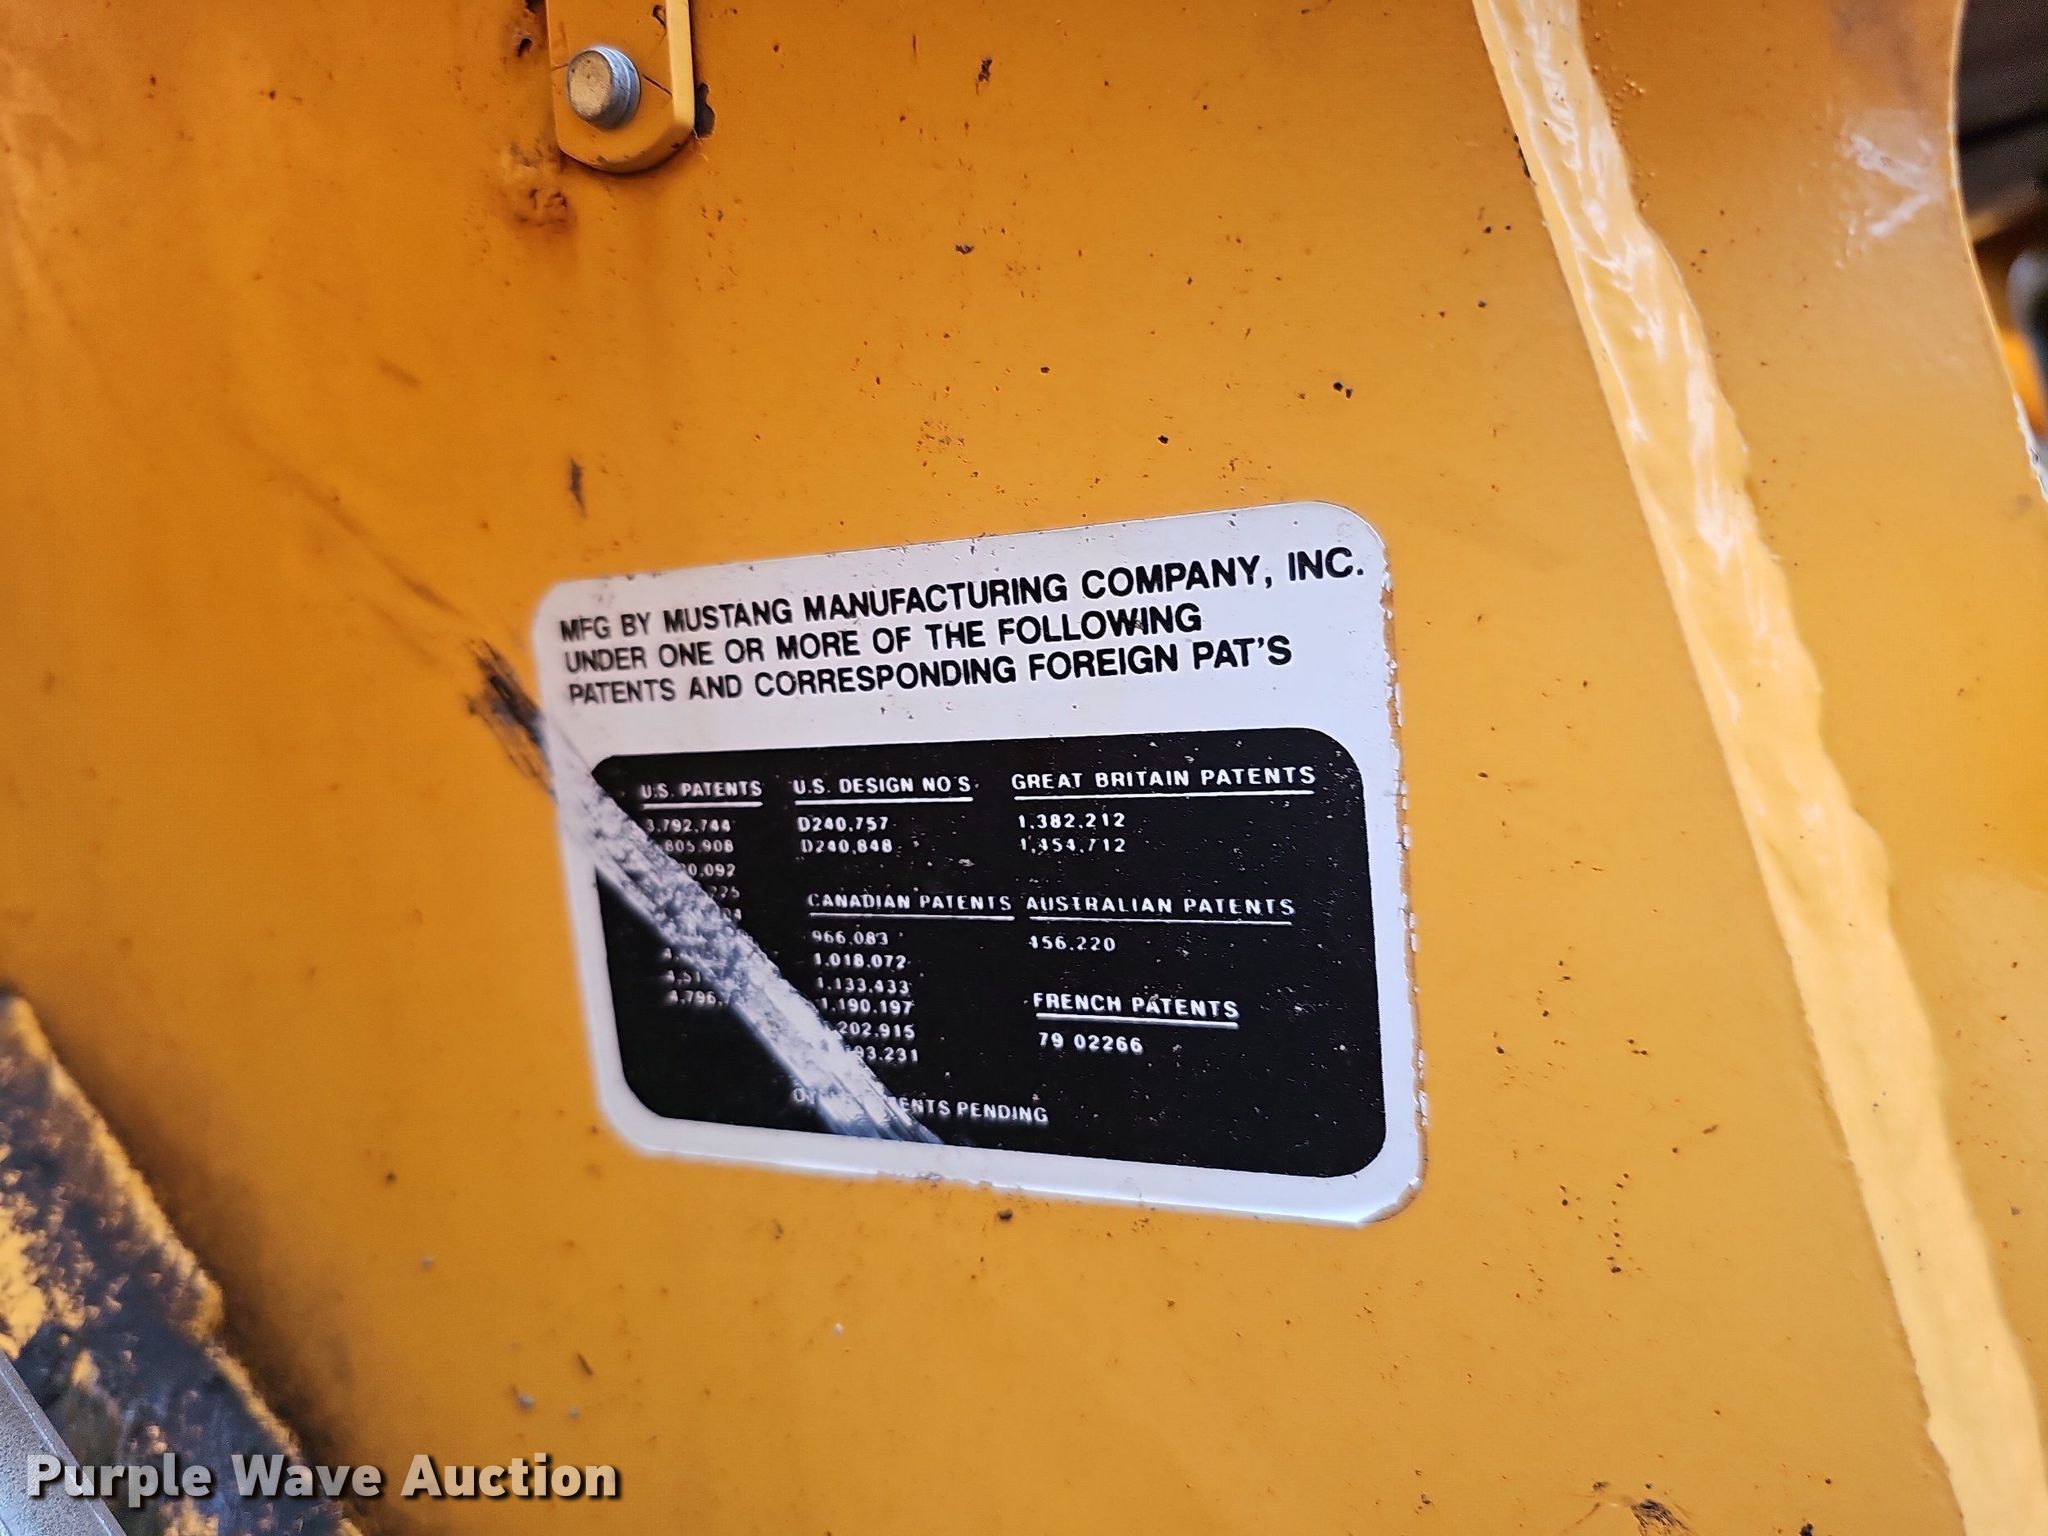 MFG BY MUSTANG MANUFACTURING COMPANY, INC.
UNDER ONE OR MORE OF THE FOLLOWING
PATENTS AND CORRESPONDING FOREIGN PAT'S
U.S. PATENTS
3,792,744
U.S. DESIGN NO'S
D240,757
D240,848
GREAT BRITAIN PATENTS
1,382,212
1,454,712
CANADIAN PATENTS
966,083
1,018,072
1,133,433
1,190,197
AUSTRALIAN PATENTS
456,220
FRENCH PATENTS
79 02266
PENDING
Purple Wave Auction